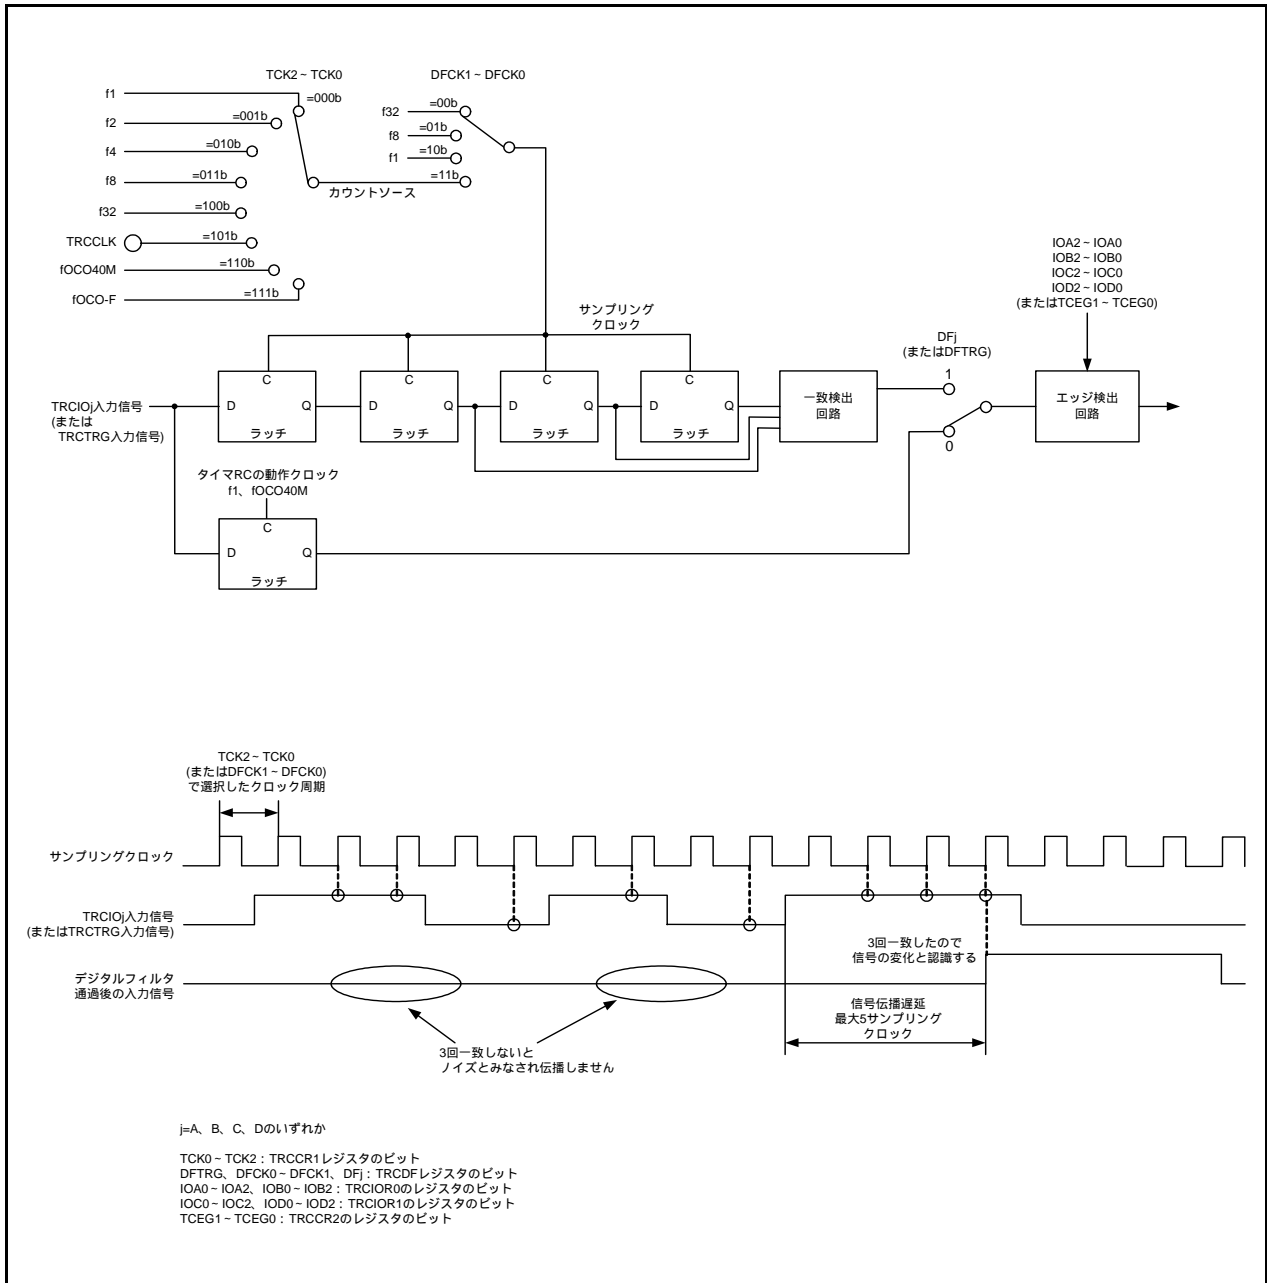 TCK2~TCK0
DFCK1~DFCK0
f1
=000b
f2
=001b
f4
=010b
f8
=011b
f32
=100b
TRCCLK
=101b
fOCO40M
=110b
fOCO-F
=111b
カウントソース
f32
=00b
f8
=01b
f1
=10b
=11b
サンプリング
クロック
IOA2~IOA0
IOB2~IOB0
IOC2~IOC0
IOD2~IOD0
(またはTCEG1~TCEG0)
DFj
(またはDFTRG)
1
0
TRCIOj入力信号
(または
TRCTRG入力信号)
C
D
Q
ラッチ
C
D
Q
ラッチ
C
D
Q
ラッチ
C
D
Q
ラッチ
一致検出
回路
エッジ検出
回路
タイマRCの動作クロック
f1、fOCO40M
C
D
Q
ラッチ
TCK2~TCK0
(またはDFCK1~DFCK0)
で選択したクロック周期
サンプリングクロック
TRCIOj入力信号
(またはTRCTRG入力信号)
3回一致したので
信号の変化と認識する
デジタルフィルタ
通過後の入力信号
信号伝播遅延
最大5サンプリング
クロック
3回一致しないと
ノイズとみなされ伝播しません
j=A、B、C、Dのいずれか
TCK0~TCK2:TRCCR1レジスタのビット
DFTRG、DFCK0~DFCK1、DFj:TRCDFレジスタのビット
IOA0~IOA2、IOB0~IOB2:TRCIOR0のレジスタのビット
IOC0~IOC2、IOD0~IOD2:TRCIOR1のレジスタのビット
TCEG1~TCEG0:TRCCR2のレジスタのビット